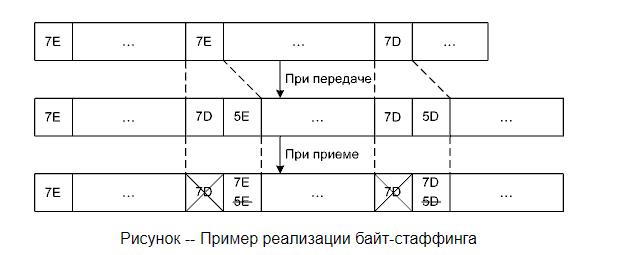 7E ... 7E ... 7D ...
При передаче
7E ... 7D 5E ... 7D 5D ...
При приеме
7E ... 7D 7E ... 7D 7D ...
5E 5D
Рисунок -- Пример реализации байт-стаффинга